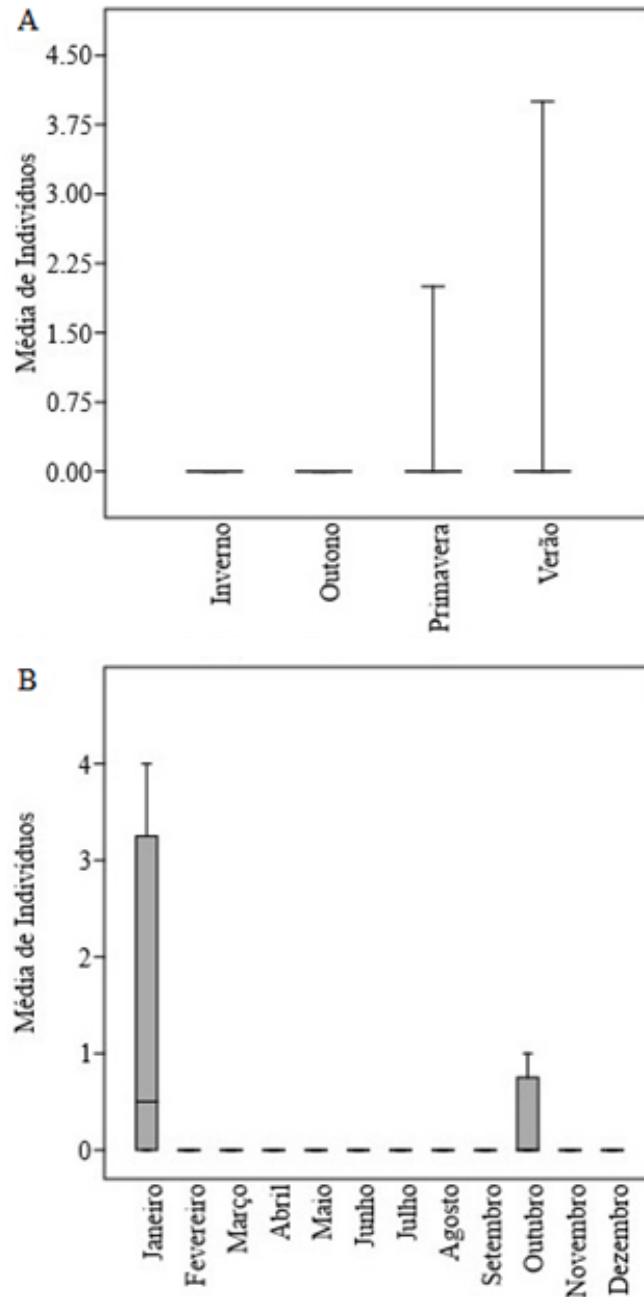 A
Média de Indivíduos
4.50
3.75
3.00
2.25
1.50
0.75
0.00
Inverno
Outono
Primavera
Verão
B
Média de Indivíduos
4
3
2
1
0
Janeiro
Fevereiro
Março
Abril
Maio
Junho
Julho
Agosto
Setembro
Outubro
Novembro
Dezembro